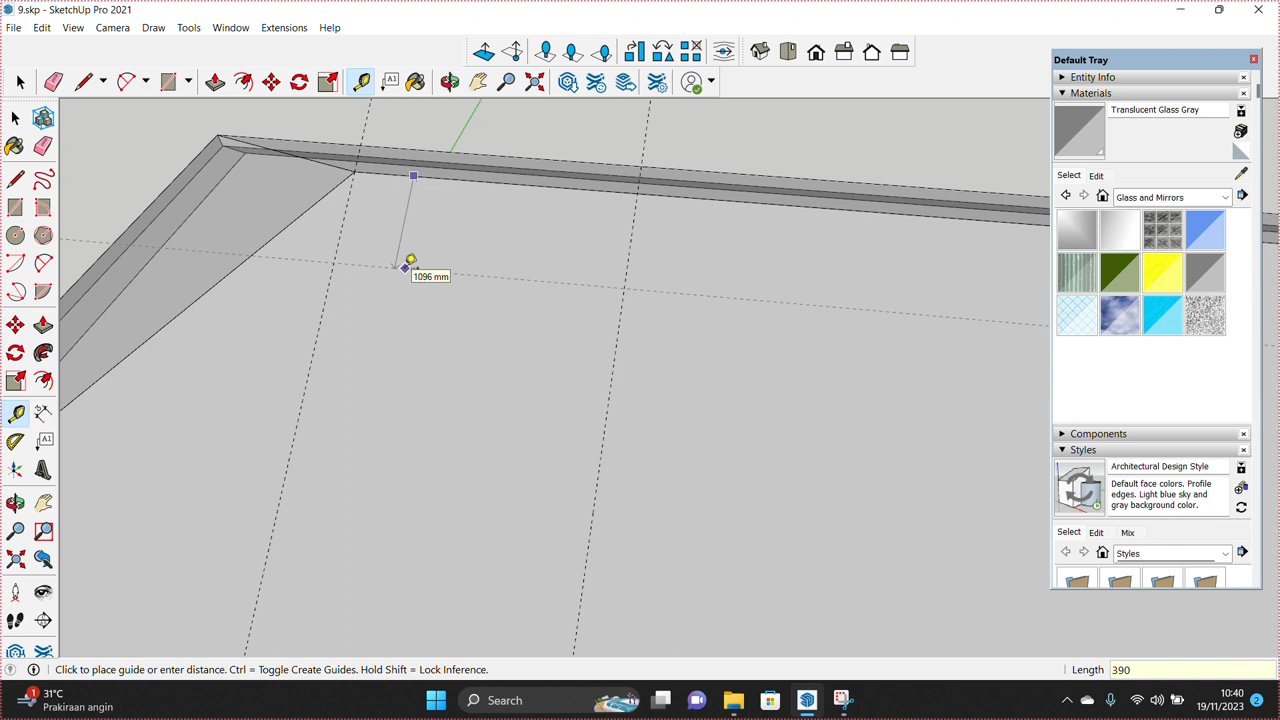 9.skp - SketchUp Pro 2021
File Edit View Camera Draw Tools Window Extensions Help
Default Tray
Entity Info
Materials
Translucent Glass Gray
Select Edit
Glass and Mirrors
1096 mm
Components
Styles
Architectural Design Style
Default face colors. Profile
edges. Light blue sky and
gray background color.
Select Edit Mix
Styles
Click to place guide or enter distance. Ctrl = Toggle Create Guides. Hold Shift = Lock Inference.
Length 390
1
31°C
Prakiraan angin
Search
10:40
19/11/2023
2